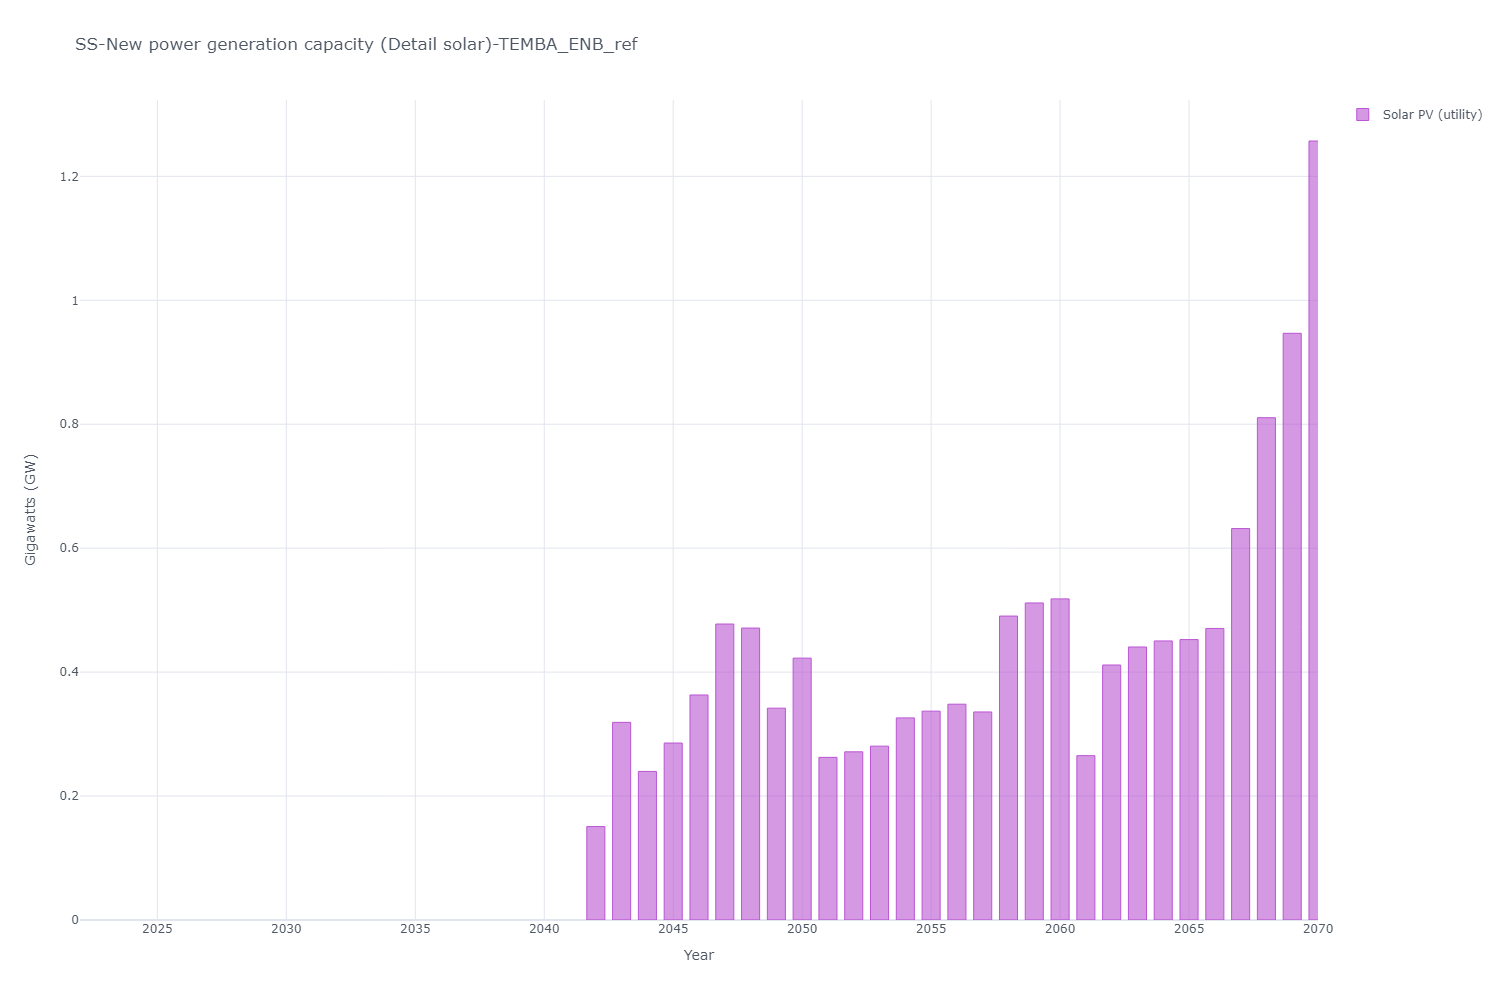 SS-New power generation capacity (Detail solar)-TEMBA_ENB_ref
Solar PV (utility)
1.2
1
0.8
0.6
0.4
0.2
0
Gigawatts (GW)
2025 2030 2035 2040 2045 2050 2055 2060 2065 2070
Year